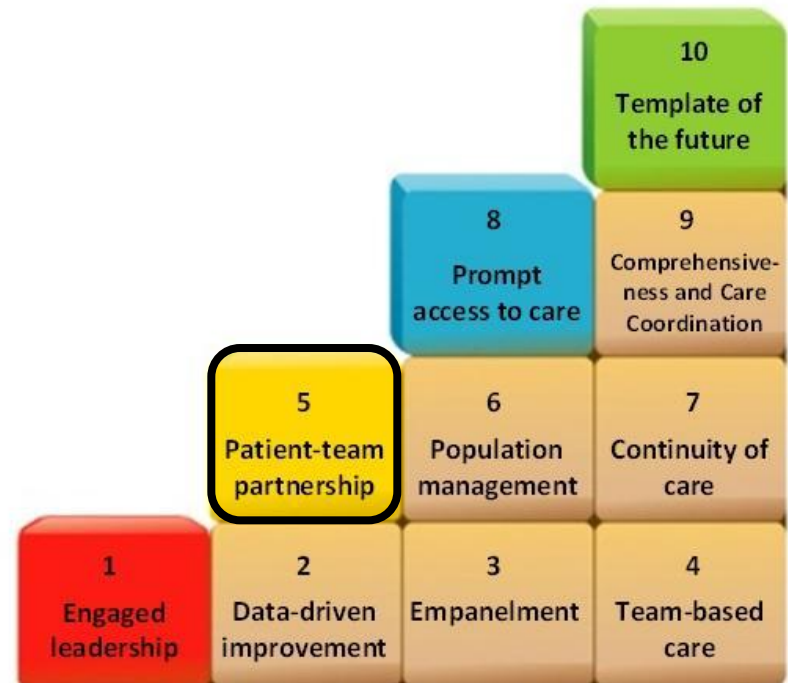 10
Template of
the future
8
Prompt
access to care
9
Comprehensive-
ness and Care
Coordination
5
Patient-team
partnership
6
Population
management
7
Continuity of
care
1
Engaged
leadership
2
Data-driven
improvement
3
Empanelment
4
Team-based
care